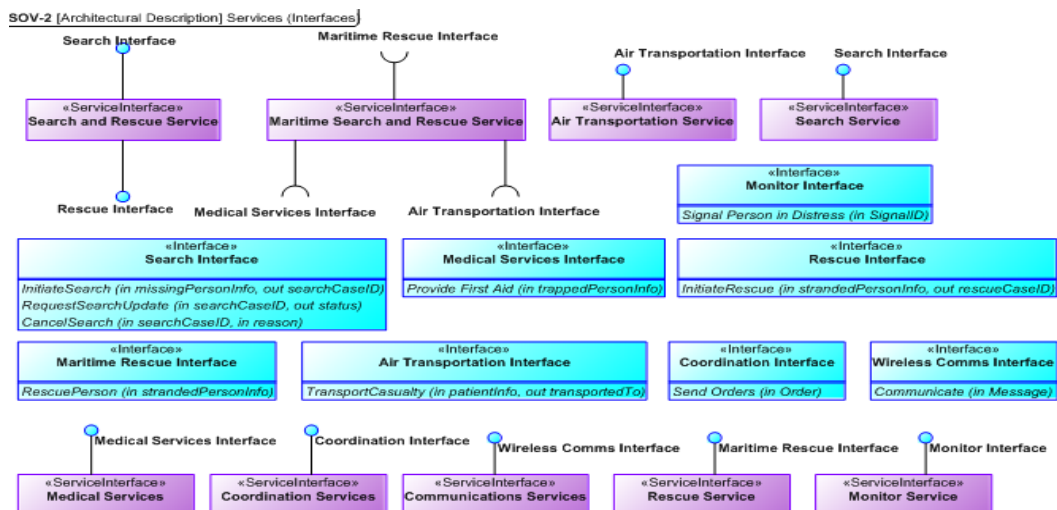 SOV-2 [Architectural Description] Services (Interfaces)
Search Interface
Maritime Rescue Interface
Air Transportation Interface
Search Interface
«ServiceInterface»
Search and Rescue Service
«ServiceInterface»
Maritime Search and Rescue Service
«ServiceInterface»
Air Transportation Service
«ServiceInterface»
Search Service
Rescue Interface
Medical Services Interface
Air Transportation Interface
«Interface»
Monitor Interface
Signal Person in Distress (in SignalID)
«Interface»
Search Interface
InitiateSearch (in missingPersonInfo, out searchCaseID)
RequestSearchUpdate (in searchCaseID, out status)
CancelSearch (in searchCaseID, in reason)
«Interface»
Medical Services Interface
Provide First Aid (in trappedPersonInfo)
«Interface»
Rescue Interface
InitiateRescue (in strandedPersonInfo, out rescueCaseID)
«Interface»
Maritime Rescue Interface
RescuePerson (in strandedPersonInfo)
«Interface»
Air Transportation Interface
TransportCasualty (in patientInfo, out transportedTo)
«Interface»
Coordination Interface
Send Orders (in Order)
«Interface»
Wireless Comms Interface
Communicate (in Message)
Medical Services Interface
Coordination Interface
Wireless Comms Interface
Maritime Rescue Interface
Monitor Interface
«ServiceInterface»
Medical Services
«ServiceInterface»
Coordination Services
«ServiceInterface»
Communications Services
«ServiceInterface»
Rescue Service
«ServiceInterface»
Monitor Service